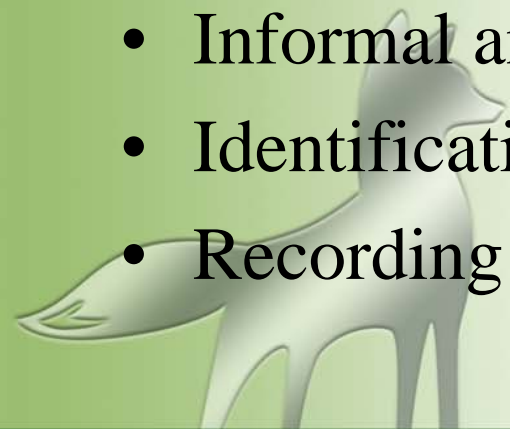 • Informal
• 
• Recording